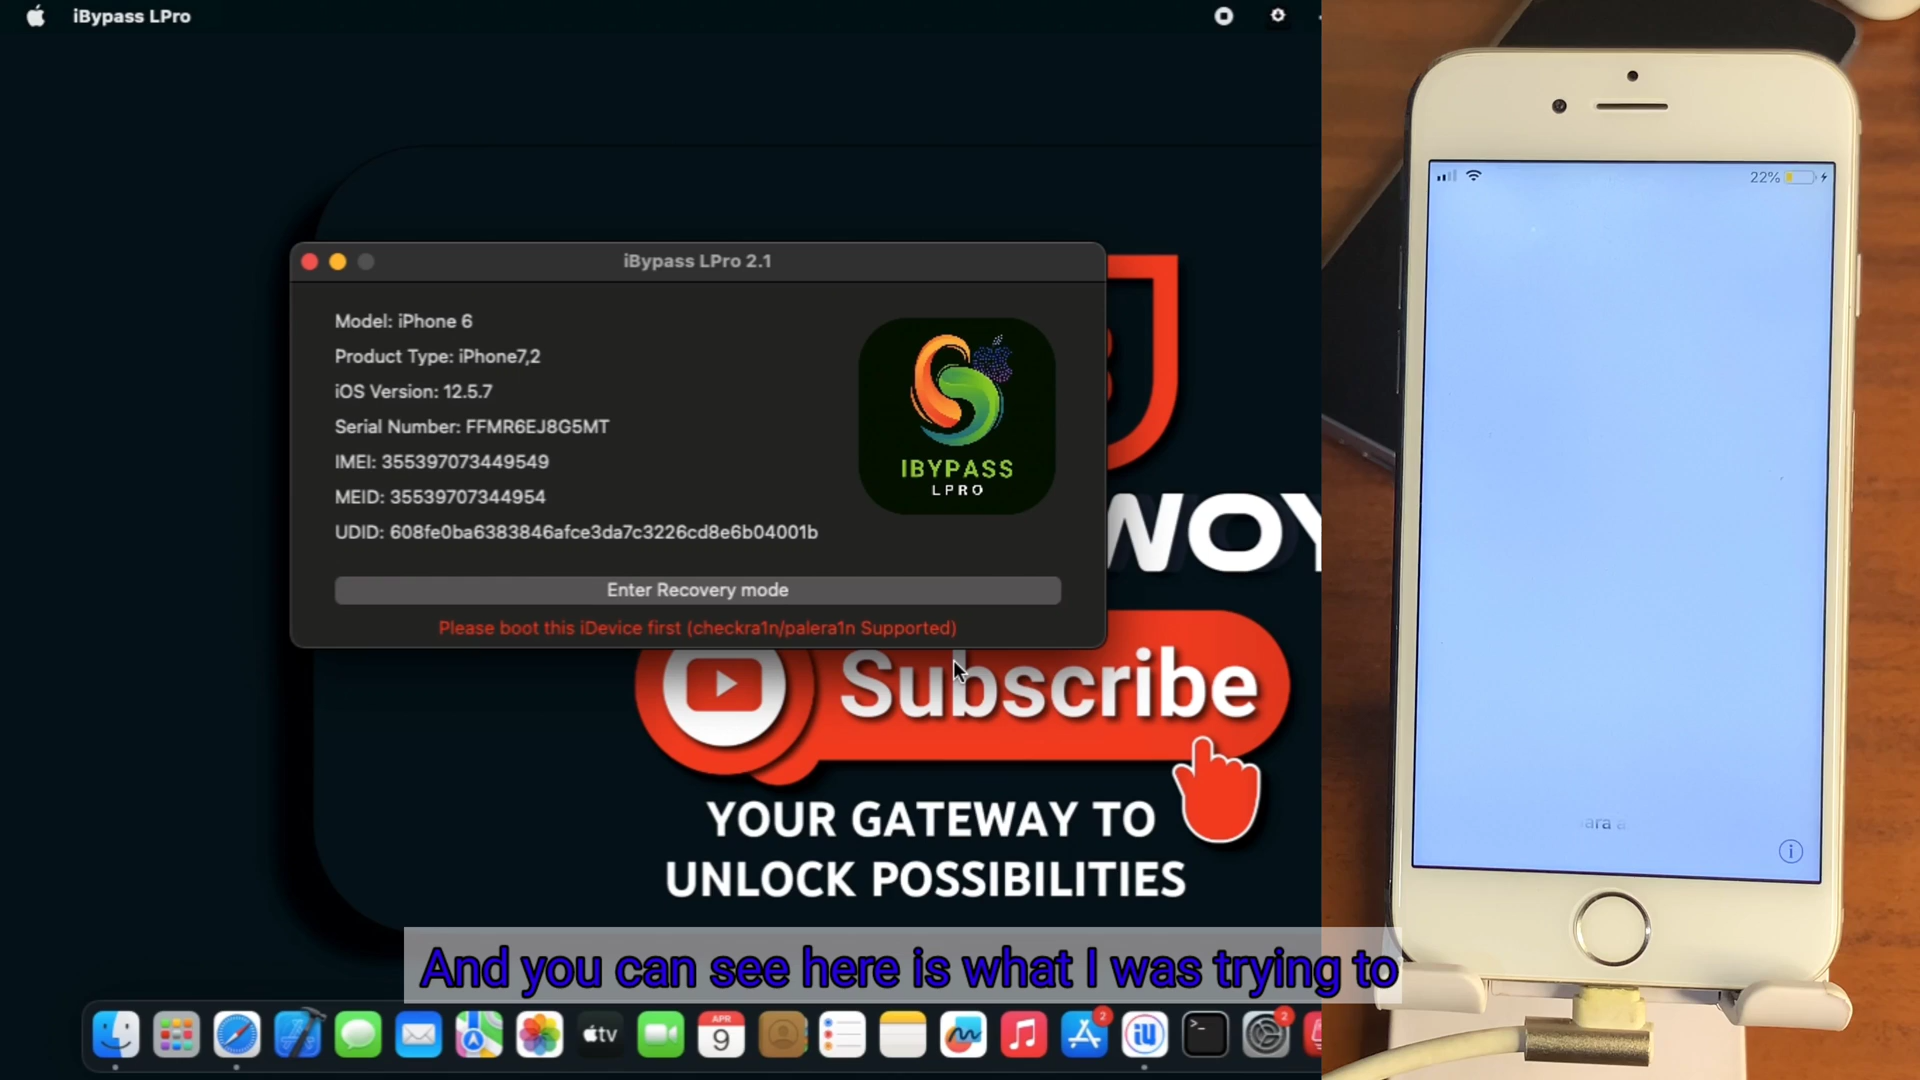 iBypass LPro
iBypass LPro 2.1
Model: iPhone 6
Product Type: iPhone7,2
iOS Version: 12.5.7
Serial Number: FFMR6EJ8G5MT
IMEI: 355397073449549
MEID: 35539707344954
UDID: 608fe0ba6383846afce3da7c3226cd8e6b04001b
IBYPASS
LPRO
Enter Recovery mode
Please boot this iDevice first (checkra1n/palera1n Supported)
WOY
Subscribe
YOUR GATEWAY TO
UNLOCK POSSIBILITIES
And you can see here is what I was trying to
APR
9
tv
2
2
22%